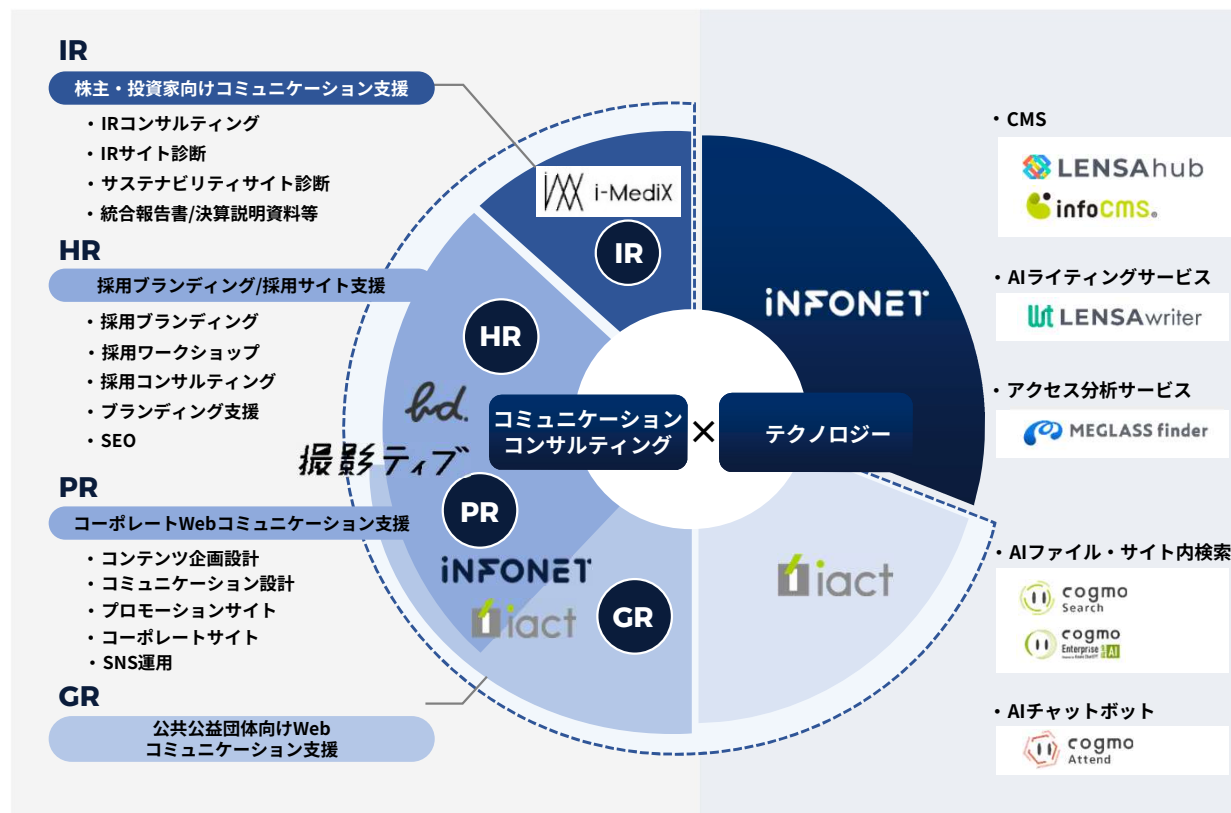 IR
株主・投資家向けコミュニケーション支援
・IRコンサルティング
・IRサイト診断
・サステナビリティサイト診断
・統合報告書/決算説明資料等
HR
採用ブランディング/採用サイト支援
・採用ブランディング
・採用ワークショップ
・採用コンサルティング
・ブランディング支援
・SEO
PR
コーポレートWebコミュニケーション支援
・コンテンツ企画設計
・コミュニケーション設計
・プロモーションサイト
・コーポレートサイト
・SNS運用
GR
公共公益団体向けWeb
コミュニケーション支援
i-MediX
IR
HR
bd.
撮影ティブ
PR
INFONET
iact
GR
コミュニケーション
コンサルティング
×
テクノロジー
INFONET
iact
・CMS
LENSAhub
infoCMS®
・AIライティングサービス
LENSAwriter
・アクセス分析サービス
MEGLASS finder
・AIファイル・サイト内検索
cogmo
Search
cogmo
Enterprise AI
・AIチャットボット
cogmo
Attend